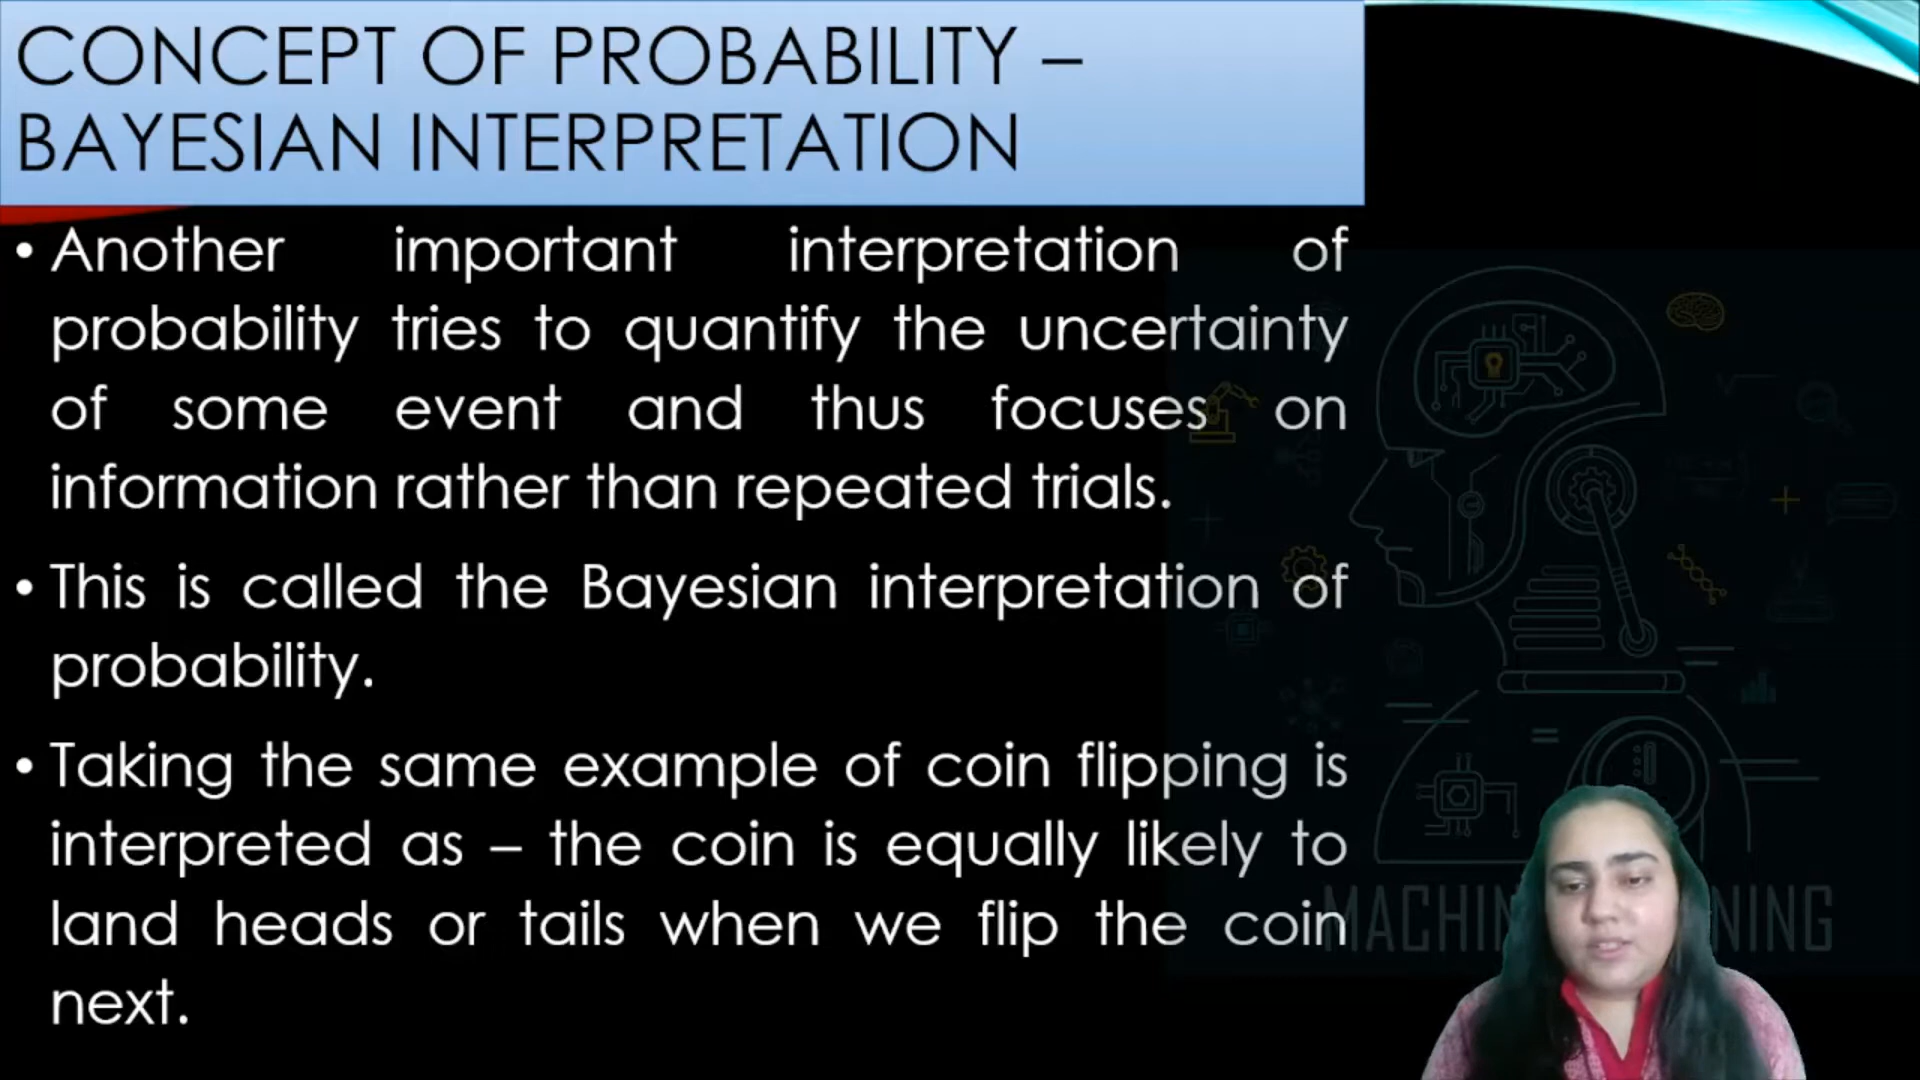 CONCEPT OF PROBABILITY –
BAYESIAN INTERPRETATION
• Another important interpretation of
probability tries to quantify the uncertainty
of some event and thus focuses on
information rather than repeated trials.
• This is called the Bayesian interpretation of
probability.
• Taking the same example of coin flipping is
interpreted as – the coin is equally likely to
land heads or tails when we flip the coin
next.